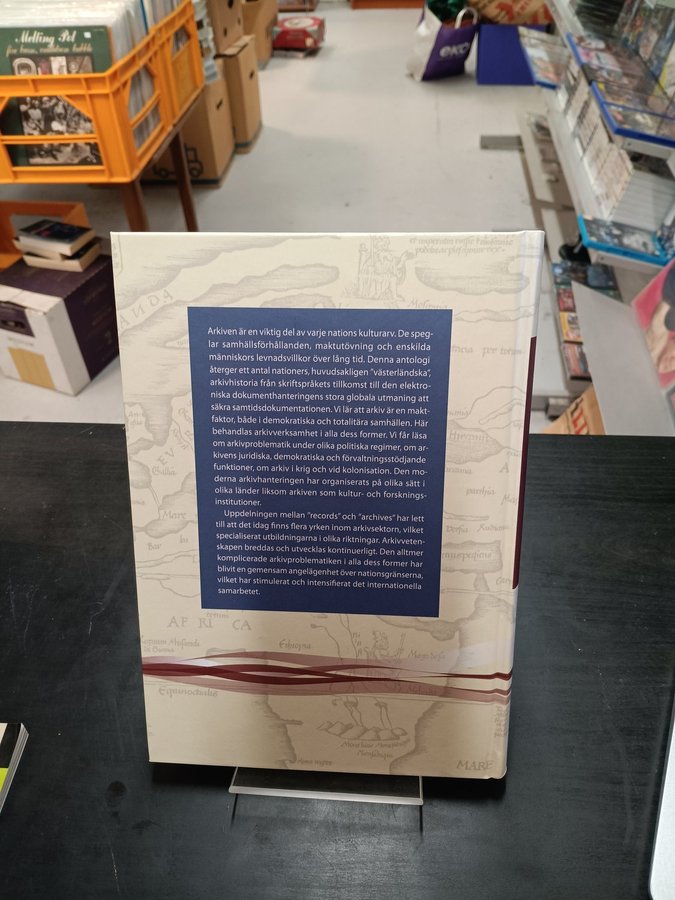 Melting Pot
eko
Arkiven är en viktig del av varje nations kulturarv. De speg-
lar samhällsförhållanden, maktutövning och enskilda
människors levnadsvillkor över lång tid. Denna antologi
återger ett antal nationers, huvudsakligen ”västerländska”,
arkivhistoria från skriftspråkets tillkomst till den elektro-
niska dokumenthanteringens stora globala utmaning att
säkra samtidsdokumentationen. Vi lär att arkiv är en makt-
faktor, både i demokratiska och totalitära samhällen. Här
behandlas arkivverksamhet i alla dess former. Vi får läsa
om arkivproblematik under olika politiska regimer, om ar-
kivens juridiska, demokratiska och förvaltningsstödjande
funktioner, om arkiv i krig och vid kolonisation. Den mo-
derna arkivhanteringen har organiserats på olika sätt i
olika länder liksom arkiven som kultur- och forsknings-
institutioner.
Uppdelningen mellan ”records” och ”archives” har lett
till att det idag finns flera yrken inom arkivsektorn, vilket
specialiserat utbildningarna i olika riktningar. Arkivveten-
skapen breddas och utvecklas kontinuerligt. Den alltmer
komplicerade arkivproblematiken i alla dess former har
blivit en gemensam angelägenhet över nationsgränserna,
vilket har stimulerat och intensifierat det internationella
samarbetet.
AFRICA
Ethiopia
Equinoctialis
MARE